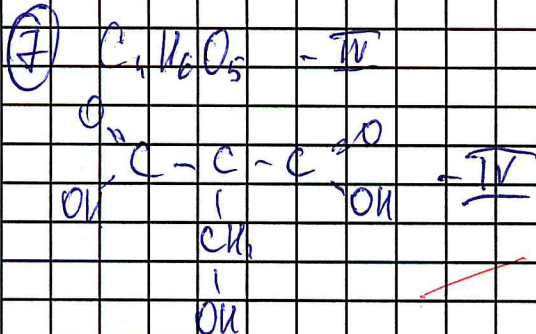 7 C4H6O5 - IV
O O
C - C - C - IV
OH OH
CH2
OH